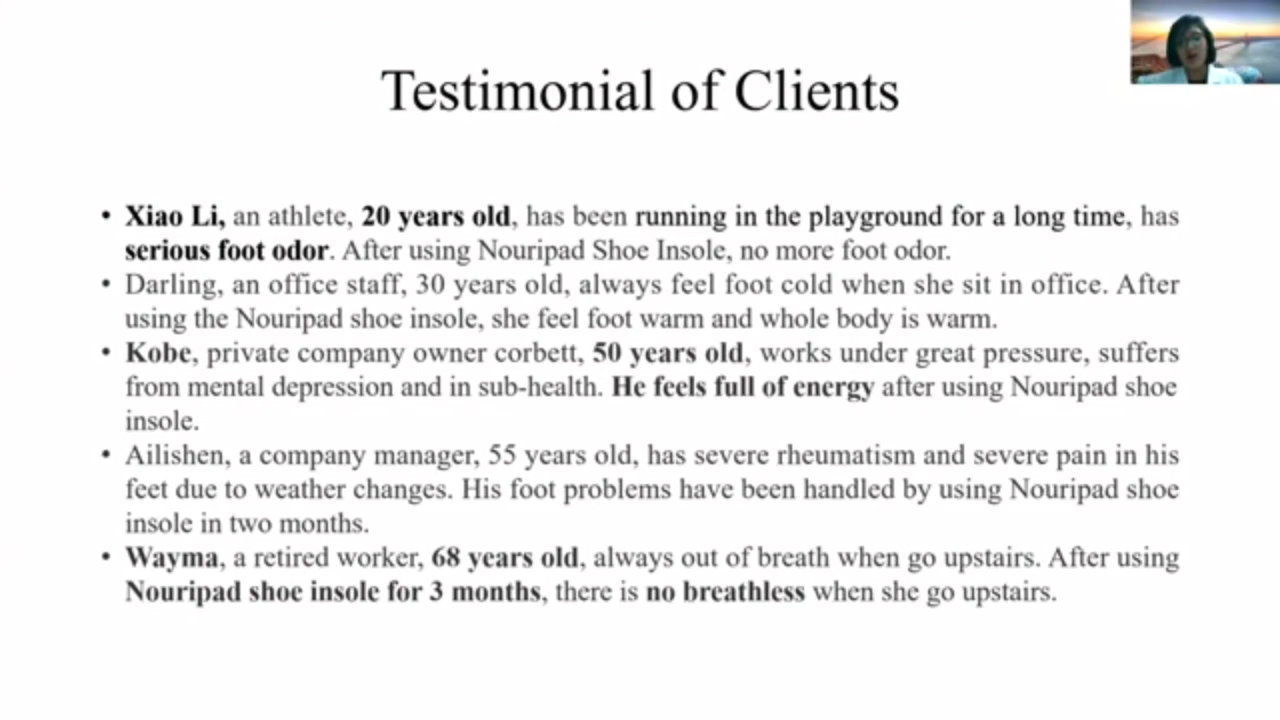 Testimonial of Clients
• Xiao Li, an athlete, 20 years old, has been running in the playground for a long time, has
serious foot odor. After using Nouripad Shoe Insole, no more foot odor.
• Darling, an office staff, 30 years old, always feel foot cold when she sit in office. After
using the Nouripad shoe insole, she feel foot warm and whole body is warm.
• Kobe, private company owner corbett, 50 years old, works under great pressure, suffers
from mental depression and in sub-health. He feels full of energy after using Nouripad shoe
insole.
• Ailishen, a company manager, 55 years old, has severe rheumatism and severe pain in his
feet due to weather changes. His foot problems have been handled by using Nouripad shoe
insole in two months.
• Wayma, a retired worker, 68 years old, always out of breath when go upstairs. After using
Nouripad shoe insole for 3 months, there is no breathless when she go upstairs.